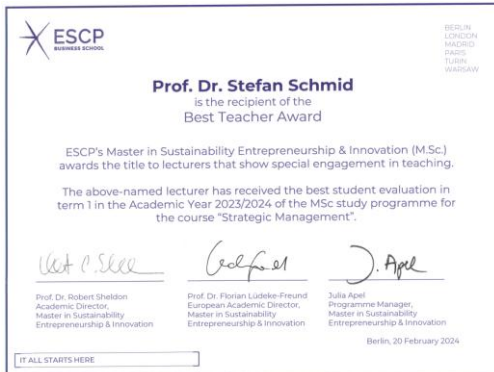 ESCP
BUSINESS SCHOOL
BERLIN
LONDON
MADRID
PARIS
TURIN
WARSAW
Prof. Dr. Stefan Schmid
is the recipient of the
Best Teacher Award
ESCP's Master in Sustainability Entrepreneurship & Innovation (M.Sc.)
awards the title to lecturers that show special engagement in teaching.
The above-named lecturer has received the best student evaluation in
term 1 in the Academic Year 2023/2024 of the MSc study programme for
the course "Strategic Management".
J. Apel
Prof. Dr. Robert Sheldon
Academic Director,
Master in Sustainability
Entrepreneurship & Innovation
Prof. Dr. Florian Lüdeke-Freund
European Academic Director,
Master in Sustainability
Entrepreneurship & Innovation
Julia Apel
Programme Manager,
Master in Sustainability
Entrepreneurship & Innovation
Berlin, 20 February 2024
IT ALL STARTS HERE